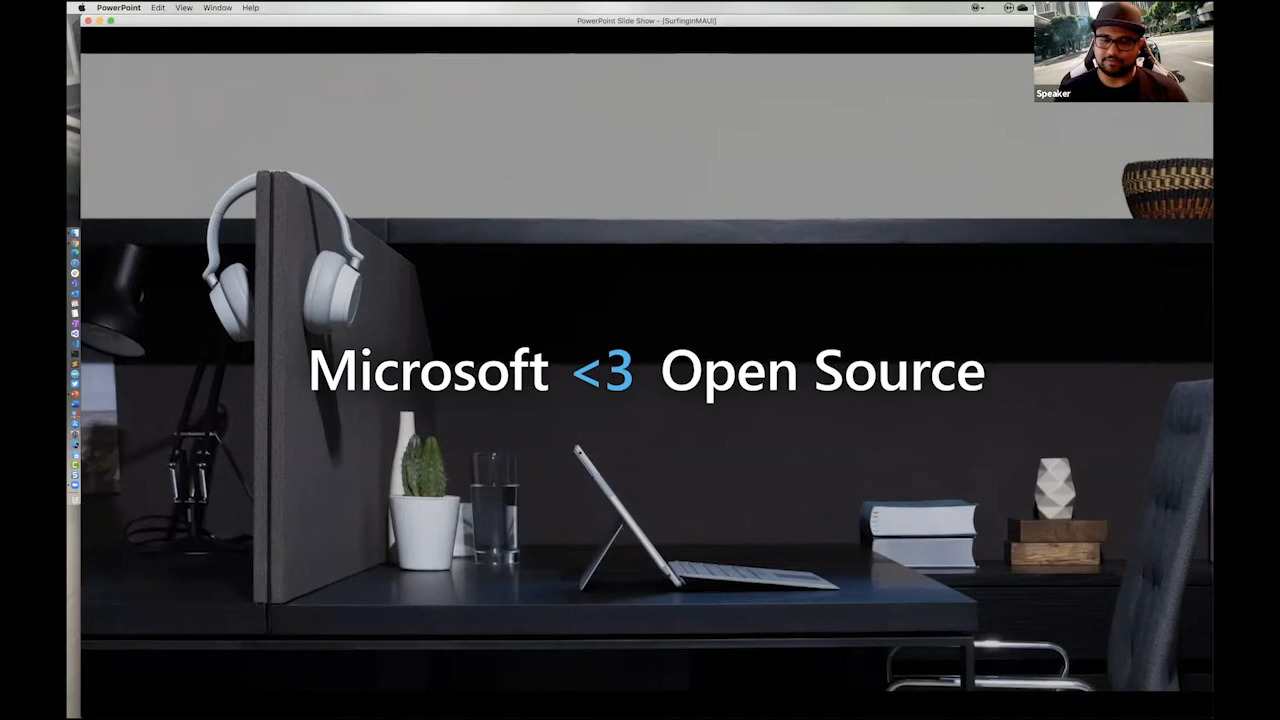 PowerPoint Edit View Window Help
PowerPoint Slide Show - [SurfingInMAUI]
Speaker
Microsoft <3 Open Source